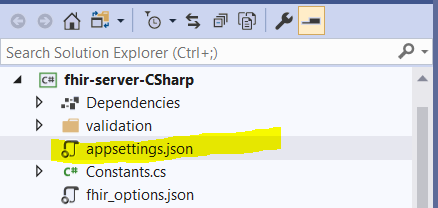 Search Solution Explorer (Ctrl+;)
C# fhir-server-CSharp
Dependencies
validation
appsettings.json
C# Constants.cs
fhir_options.json